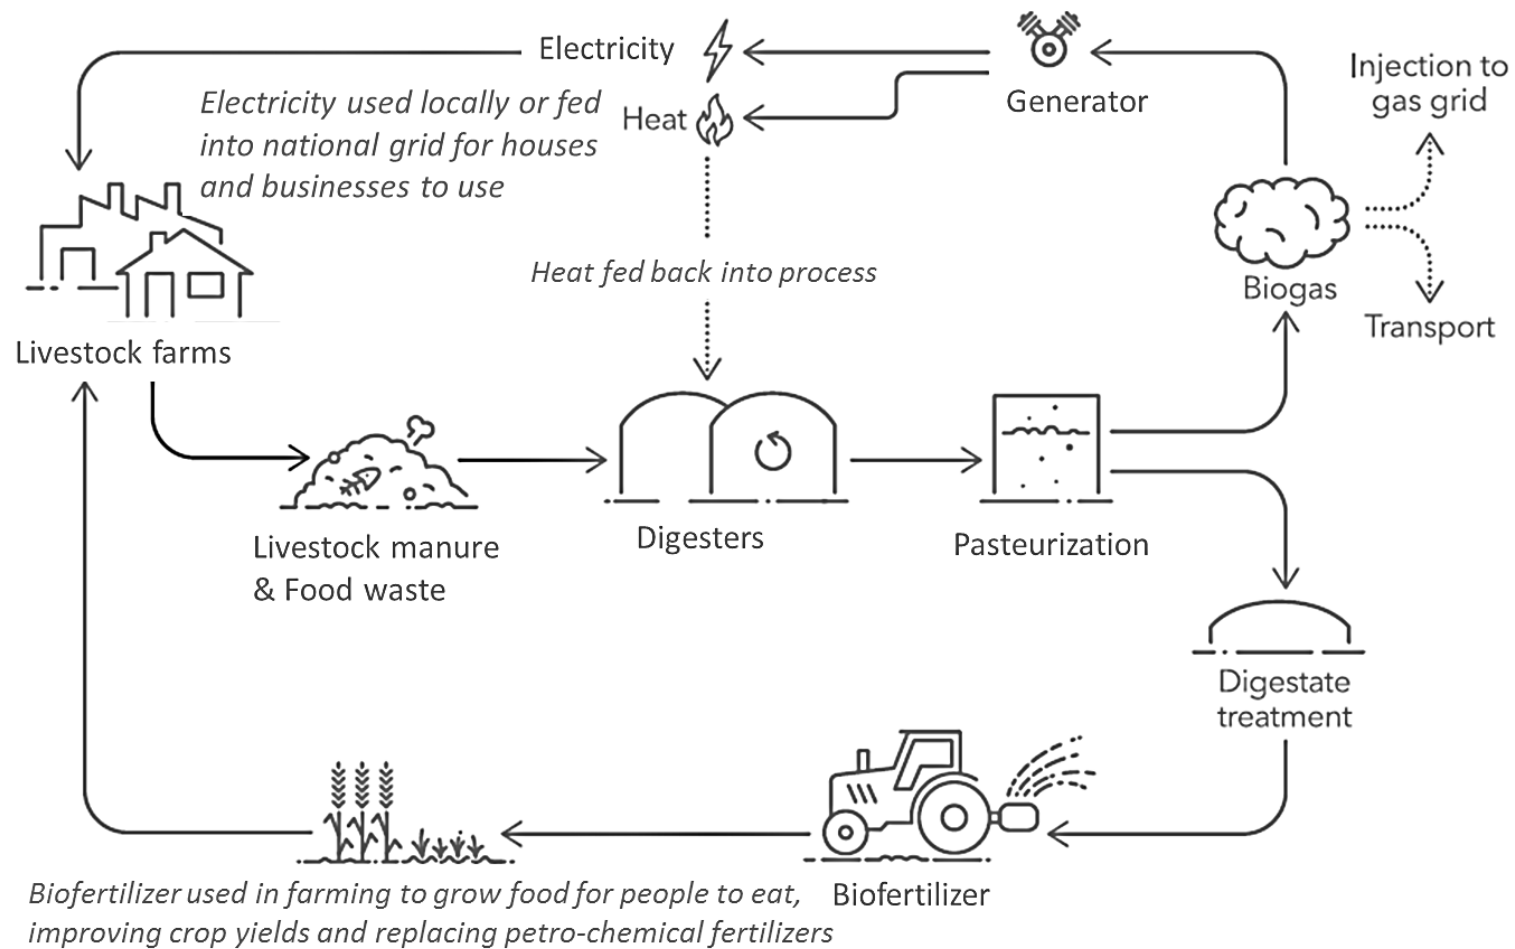 Electricity
Electricity used locally or fed
into national grid for houses
and businesses to use
Heat
Generator
Injection to
gas grid
Heat fed back into process
Biogas
Transport
Livestock farms
Livestock manure
& Food waste
Digesters
Pasteurization
Digestate
treatment
Biofertilizer
Biofertilizer used in farming to grow food for people to eat,
improving crop yields and replacing petro-chemical fertilizers